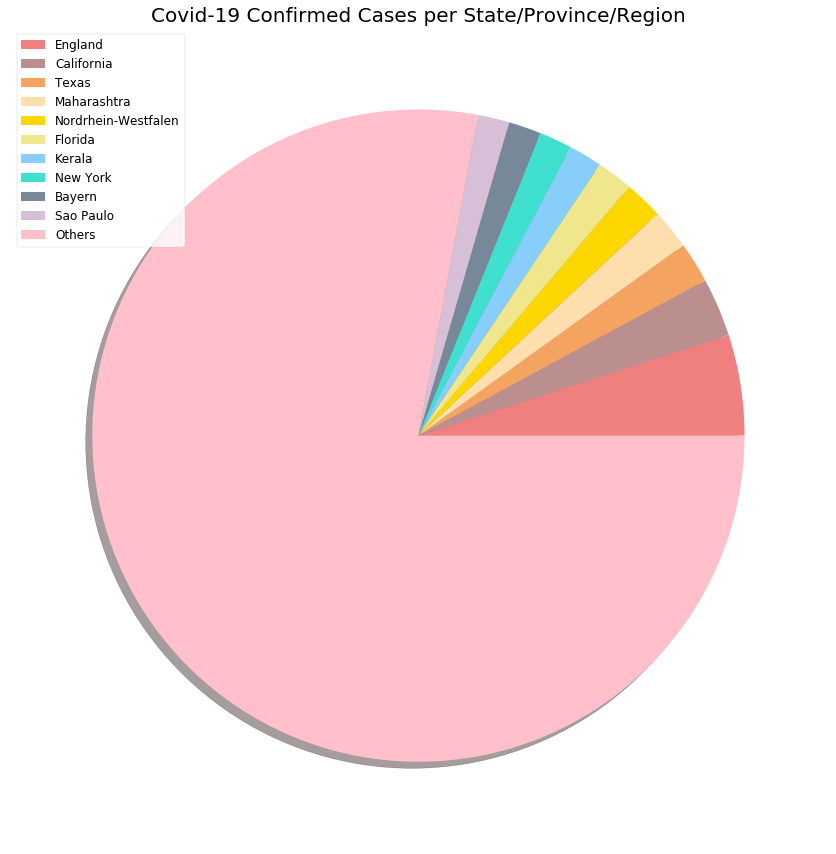 Covid-19 Confirmed Cases per State/Province/Region
England
California
Texas
Maharashtra
Nordrhein-Westfalen
Florida
Kerala
New York
Bayern
Sao Paulo
Others